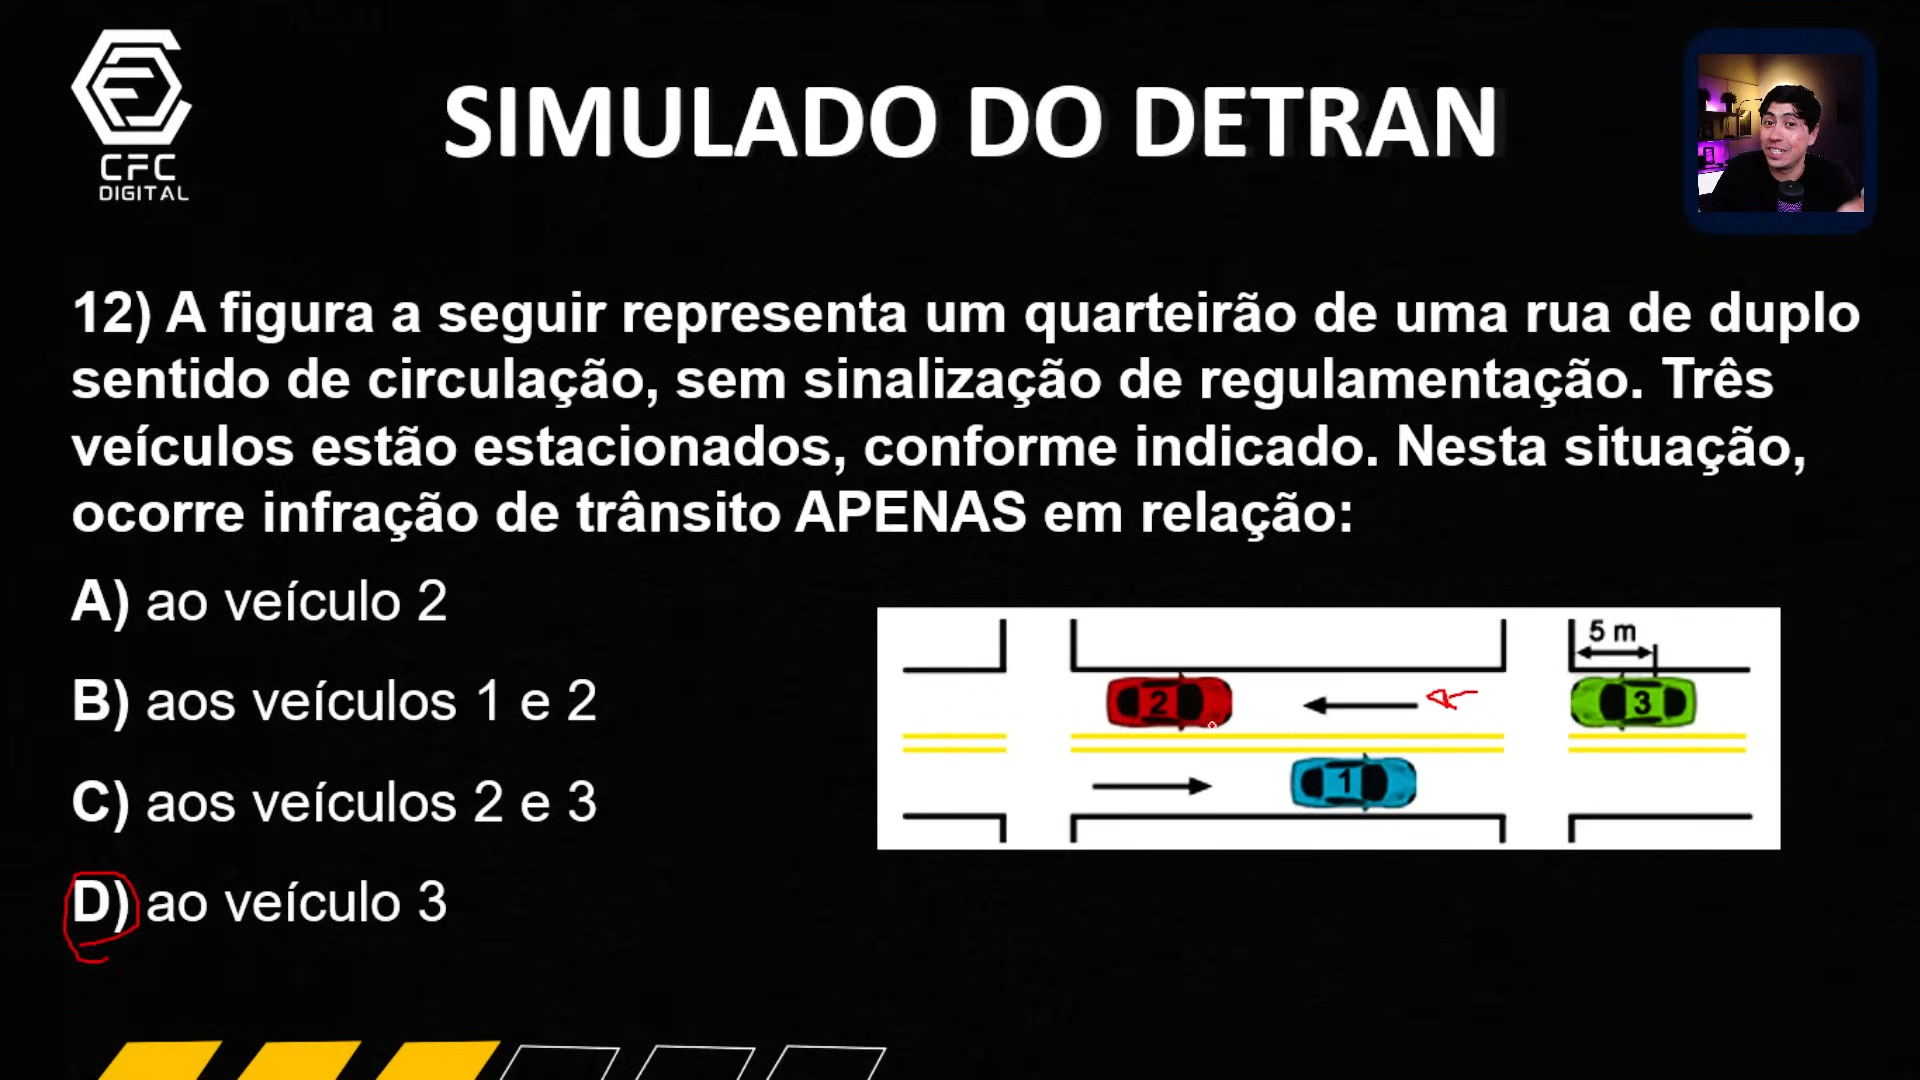 CFC
DIGITAL
SIMULADO DO DETRAN
12) A figura a seguir representa um quarteirão de uma rua de duplo
sentido de circulação, sem sinalização de regulamentação. Três
veículos estão estacionados, conforme indicado. Nesta situação,
ocorre infração de trânsito APENAS em relação:
A) ao veículo 2
B) aos veículos 1 e 2
C) aos veículos 2 e 3
D) ao veículo 3
5 m
2
3
1